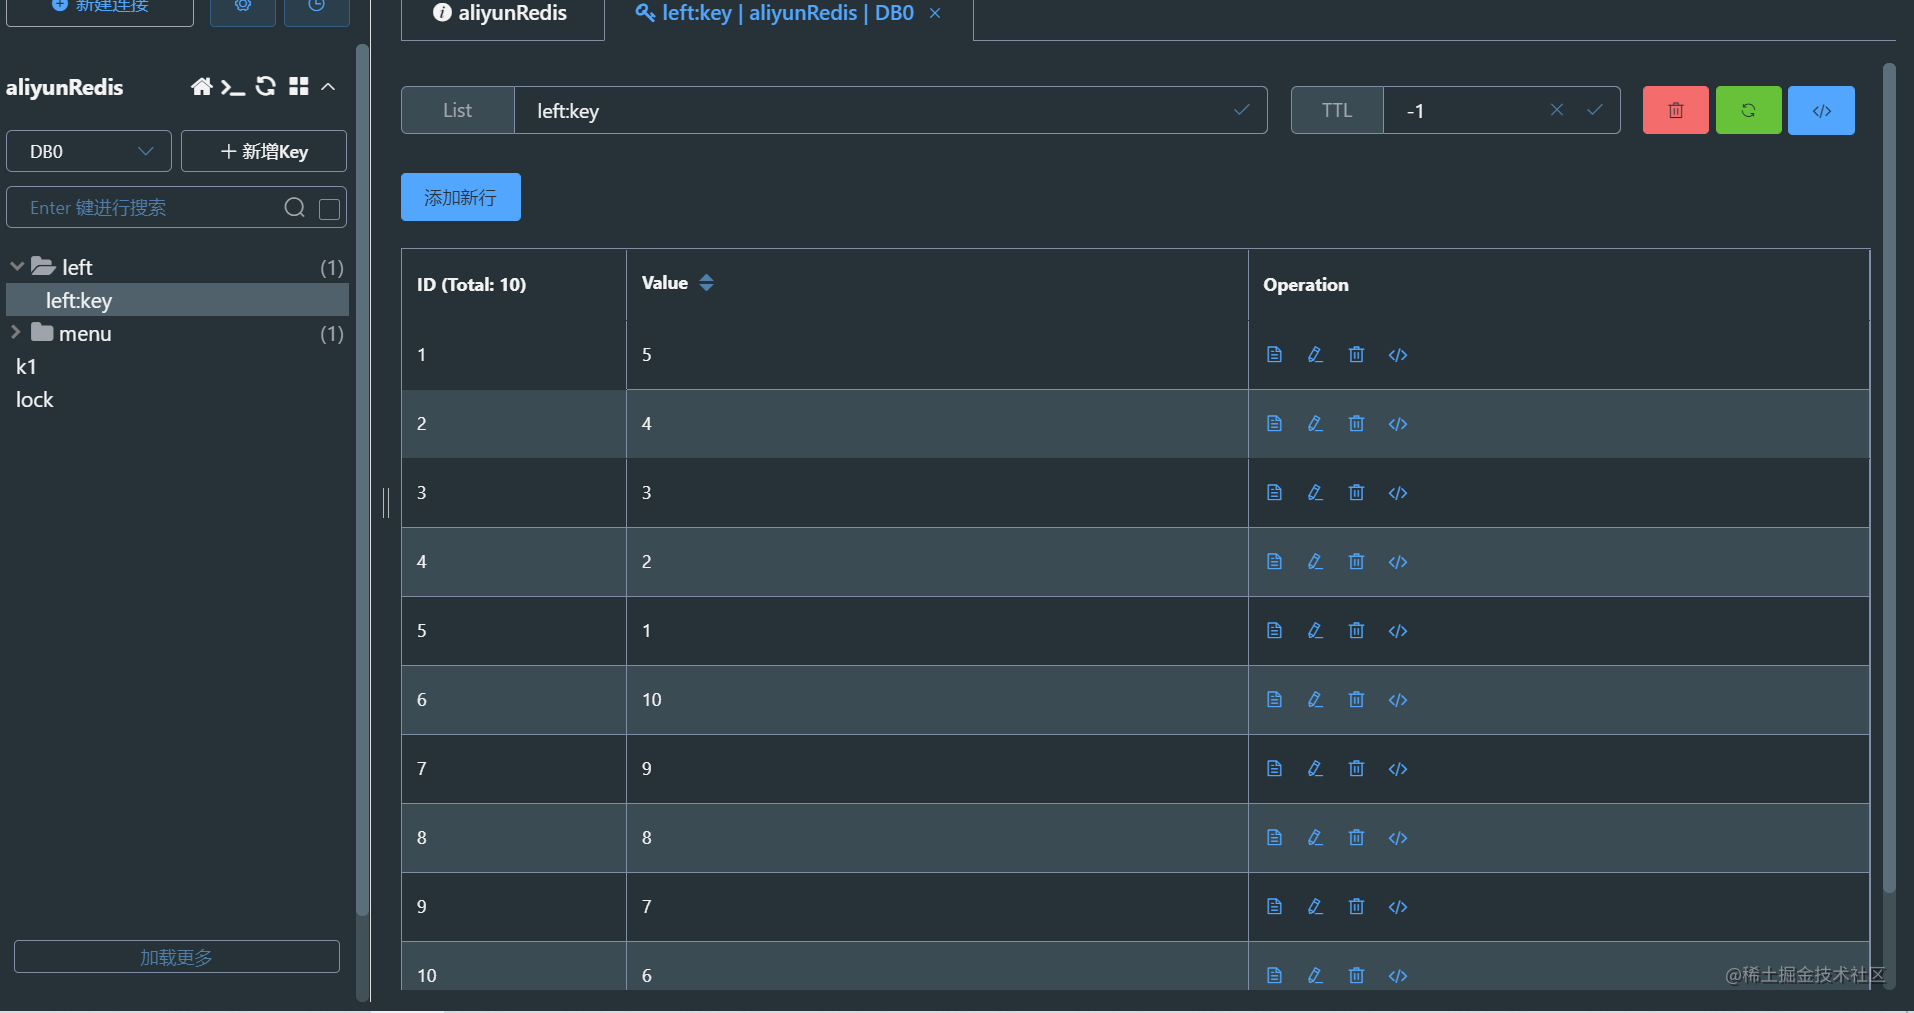 新建连接
aliyunRedis
left:key | aliyunRedis | DB0
aliyunRedis
List
left:key
TTL
-1
DB0
新增Key
添加新行
Enter 键进行搜索
left (1)
left:key
menu (1)
k1
lock
加载更多
ID (Total: 10) Value Operation
1 5
2 4
3 3
4 2
5 1
6 10
7 9
8 8
9 7
10 6
@稀土掘金技术社区